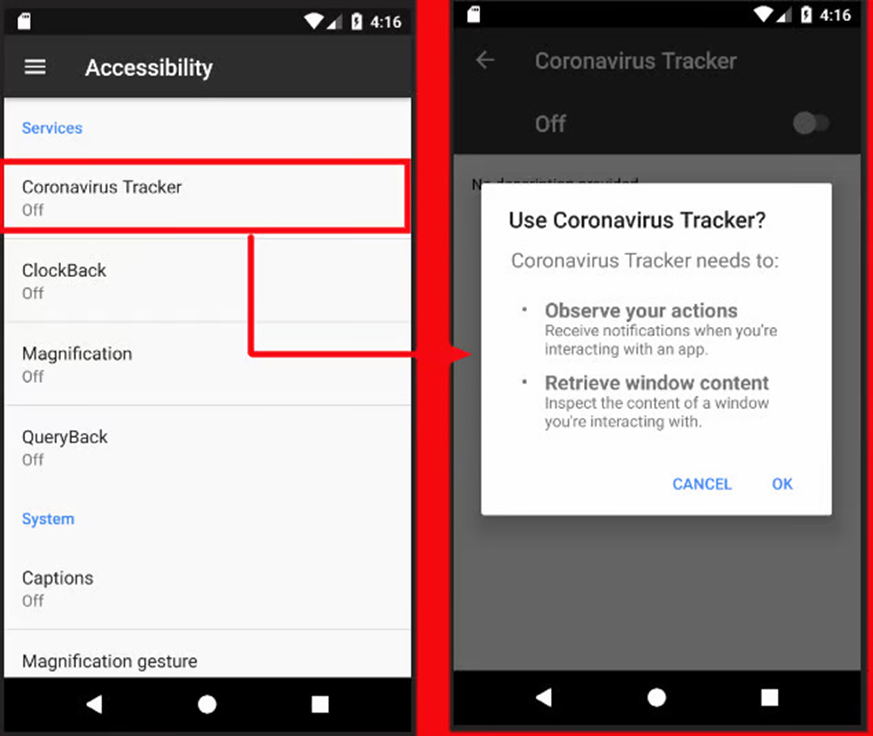 4:16
Accessibility
Services
Coronavirus Tracker
Off
ClockBack
Off
Magnification
Off
QueryBack
Off
System
Captions
Off
Magnification gesture
4:16
Coronavirus Tracker
Off
No description provided
Use Coronavirus Tracker?
Coronavirus Tracker needs to:
• Observe your actions
Receive notifications when you're
interacting with an app.
• Retrieve window content
Inspect the content of a window
you're interacting with.
CANCEL OK